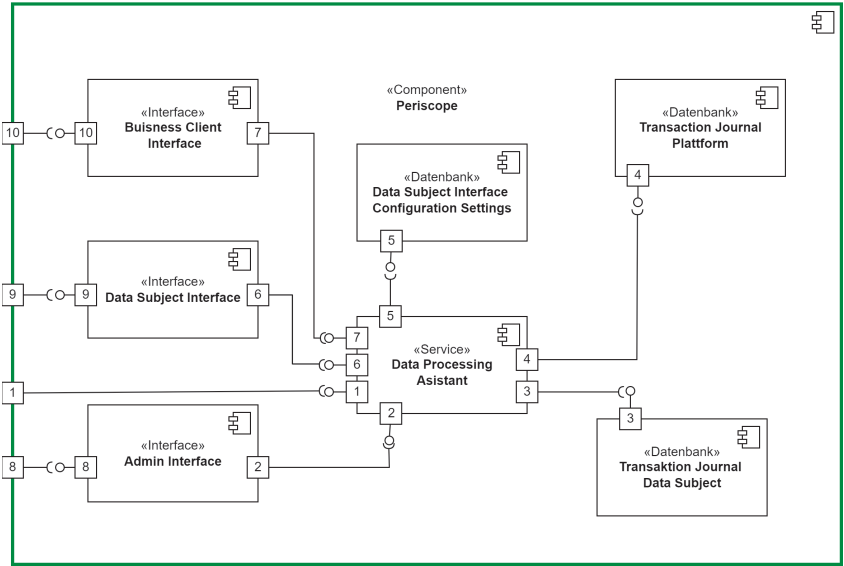 «Component»
Periscope
10
10
«Interface»
Buisness Client
Interface
7
«Datenbank»
Transaction Journal
Plattform
4
«Datenbank»
Data Subject Interface
Configuration Settings
5
9
9
«Interface»
Data Subject Interface
6
5
7
6
1
«Service»
Data Processing
Asistant
4
3
2
1
3
«Datenbank»
Transaktion Journal
Data Subject
8
8
«Interface»
Admin Interface
2